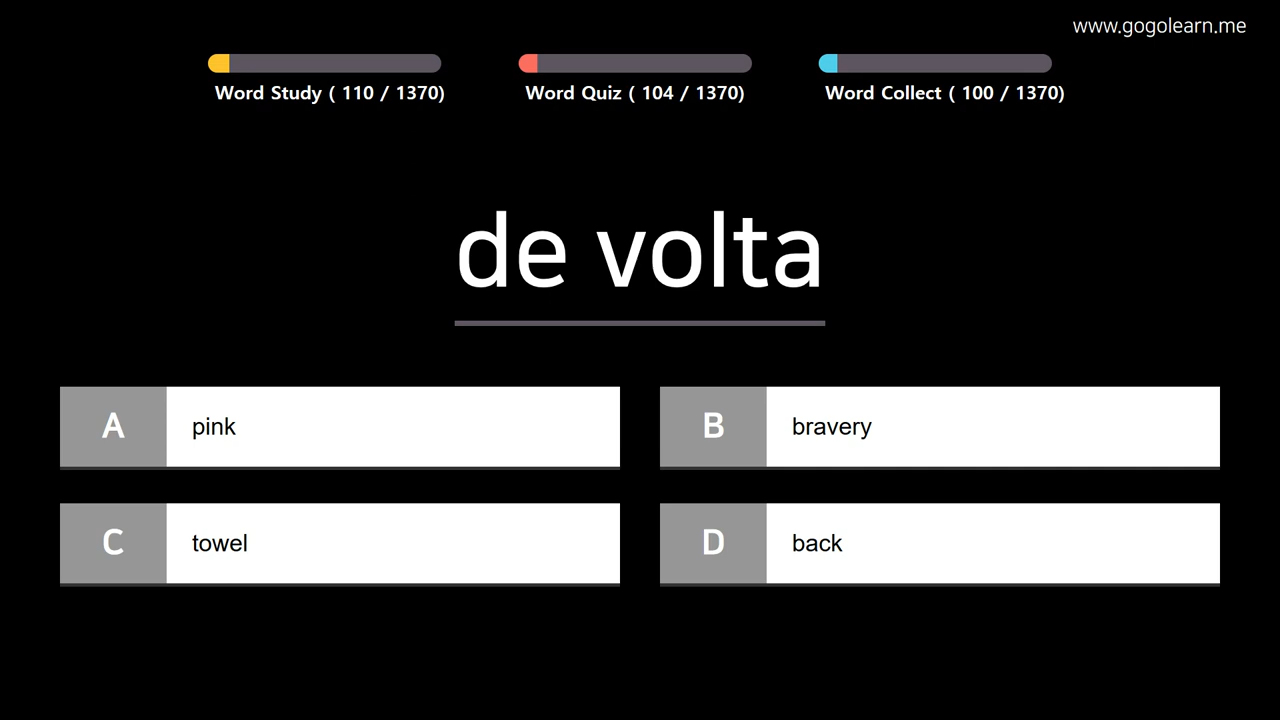 www.gogolearn.me
Word Study ( 110 / 1370)
Word Quiz ( 104 / 1370)
Word Collect ( 100 / 1370)
de volta
A pink
B bravery
C towel
D back